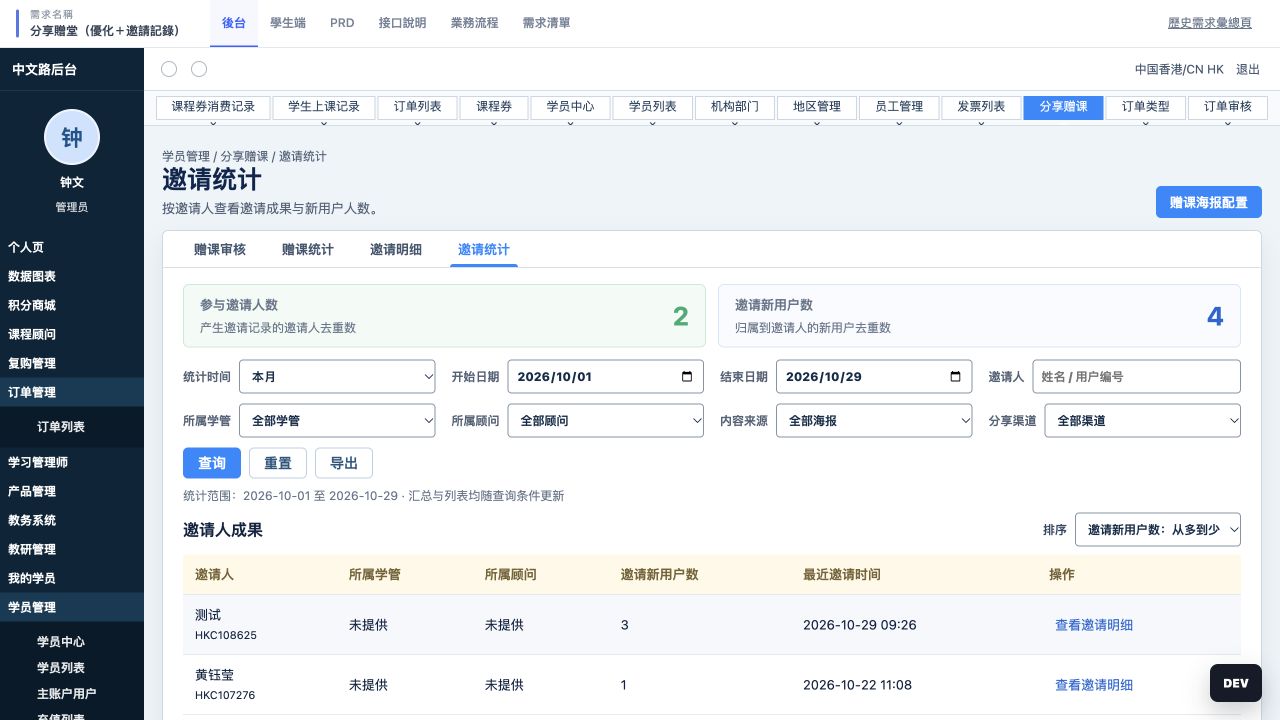 需求名稱
分享赠堂（優化＋邀請記錄）
後台 學生端 PRD 接口說明 業務流程 需求清單
歷史需求彙總頁
中文路后台
中国香港/CN HK 退出
课程券消费记录 学生上课记录 订单列表 课程券 学员中心 学员列表 机构部门 地区管理 员工管理 发票列表 分享赠课 订单类型 订单审核
钟
钟文
管理员
个人页
数据图表
积分商城
课程顾问
复购管理
订单管理
订单列表
学习管理师
产品管理
教务系统
教研管理
我的学员
学员管理
学员中心
学员列表
主账户用户
充值列表
学员管理 / 分享赠课 / 邀请统计
邀请统计
按邀请人查看邀请成果与新用户人数。
赠课海报配置
赠课审核 赠课统计 邀请明细 邀请统计
参与邀请人数
产生邀请记录的邀请人去重数
2
邀请新用户数
归属到邀请人的新用户去重数
4
统计时间 本月 开始日期 2026/10/01 结束日期 2026/10/29 邀请人 姓名 / 用户编号
所属学管 全部学管 所属顾问 全部顾问 内容来源 全部海报 分享渠道 全部渠道
查询 重置 导出
统计范围：2026-10-01 至 2026-10-29 · 汇总与列表均随查询条件更新
邀请人成果
排序 邀请新用户数：从多到少
邀请人 所属学管 所属顾问 邀请新用户数 最近邀请时间 操作
测试
HKC108625
未提供 未提供 3 2026-10-29 09:26 查看邀请明细
黄钰莹
HKC107276
未提供 未提供 1 2026-10-22 11:08 查看邀请明细
DEV